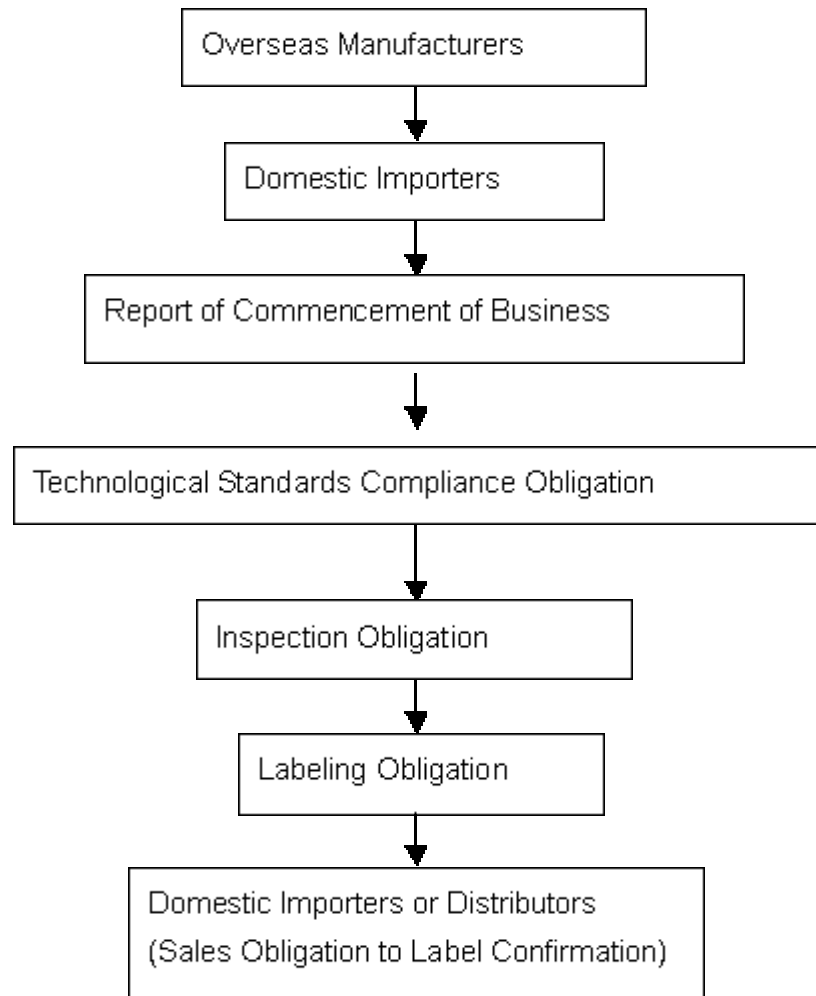 Overseas Manufacturers
Domestic Importers
Report of Commencement of Business
Technological Standards Compliance Obligation
Inspection Obligation
Labeling Obligation
Domestic Importers or Distributors
(Sales Obligation to Label Confirmation)